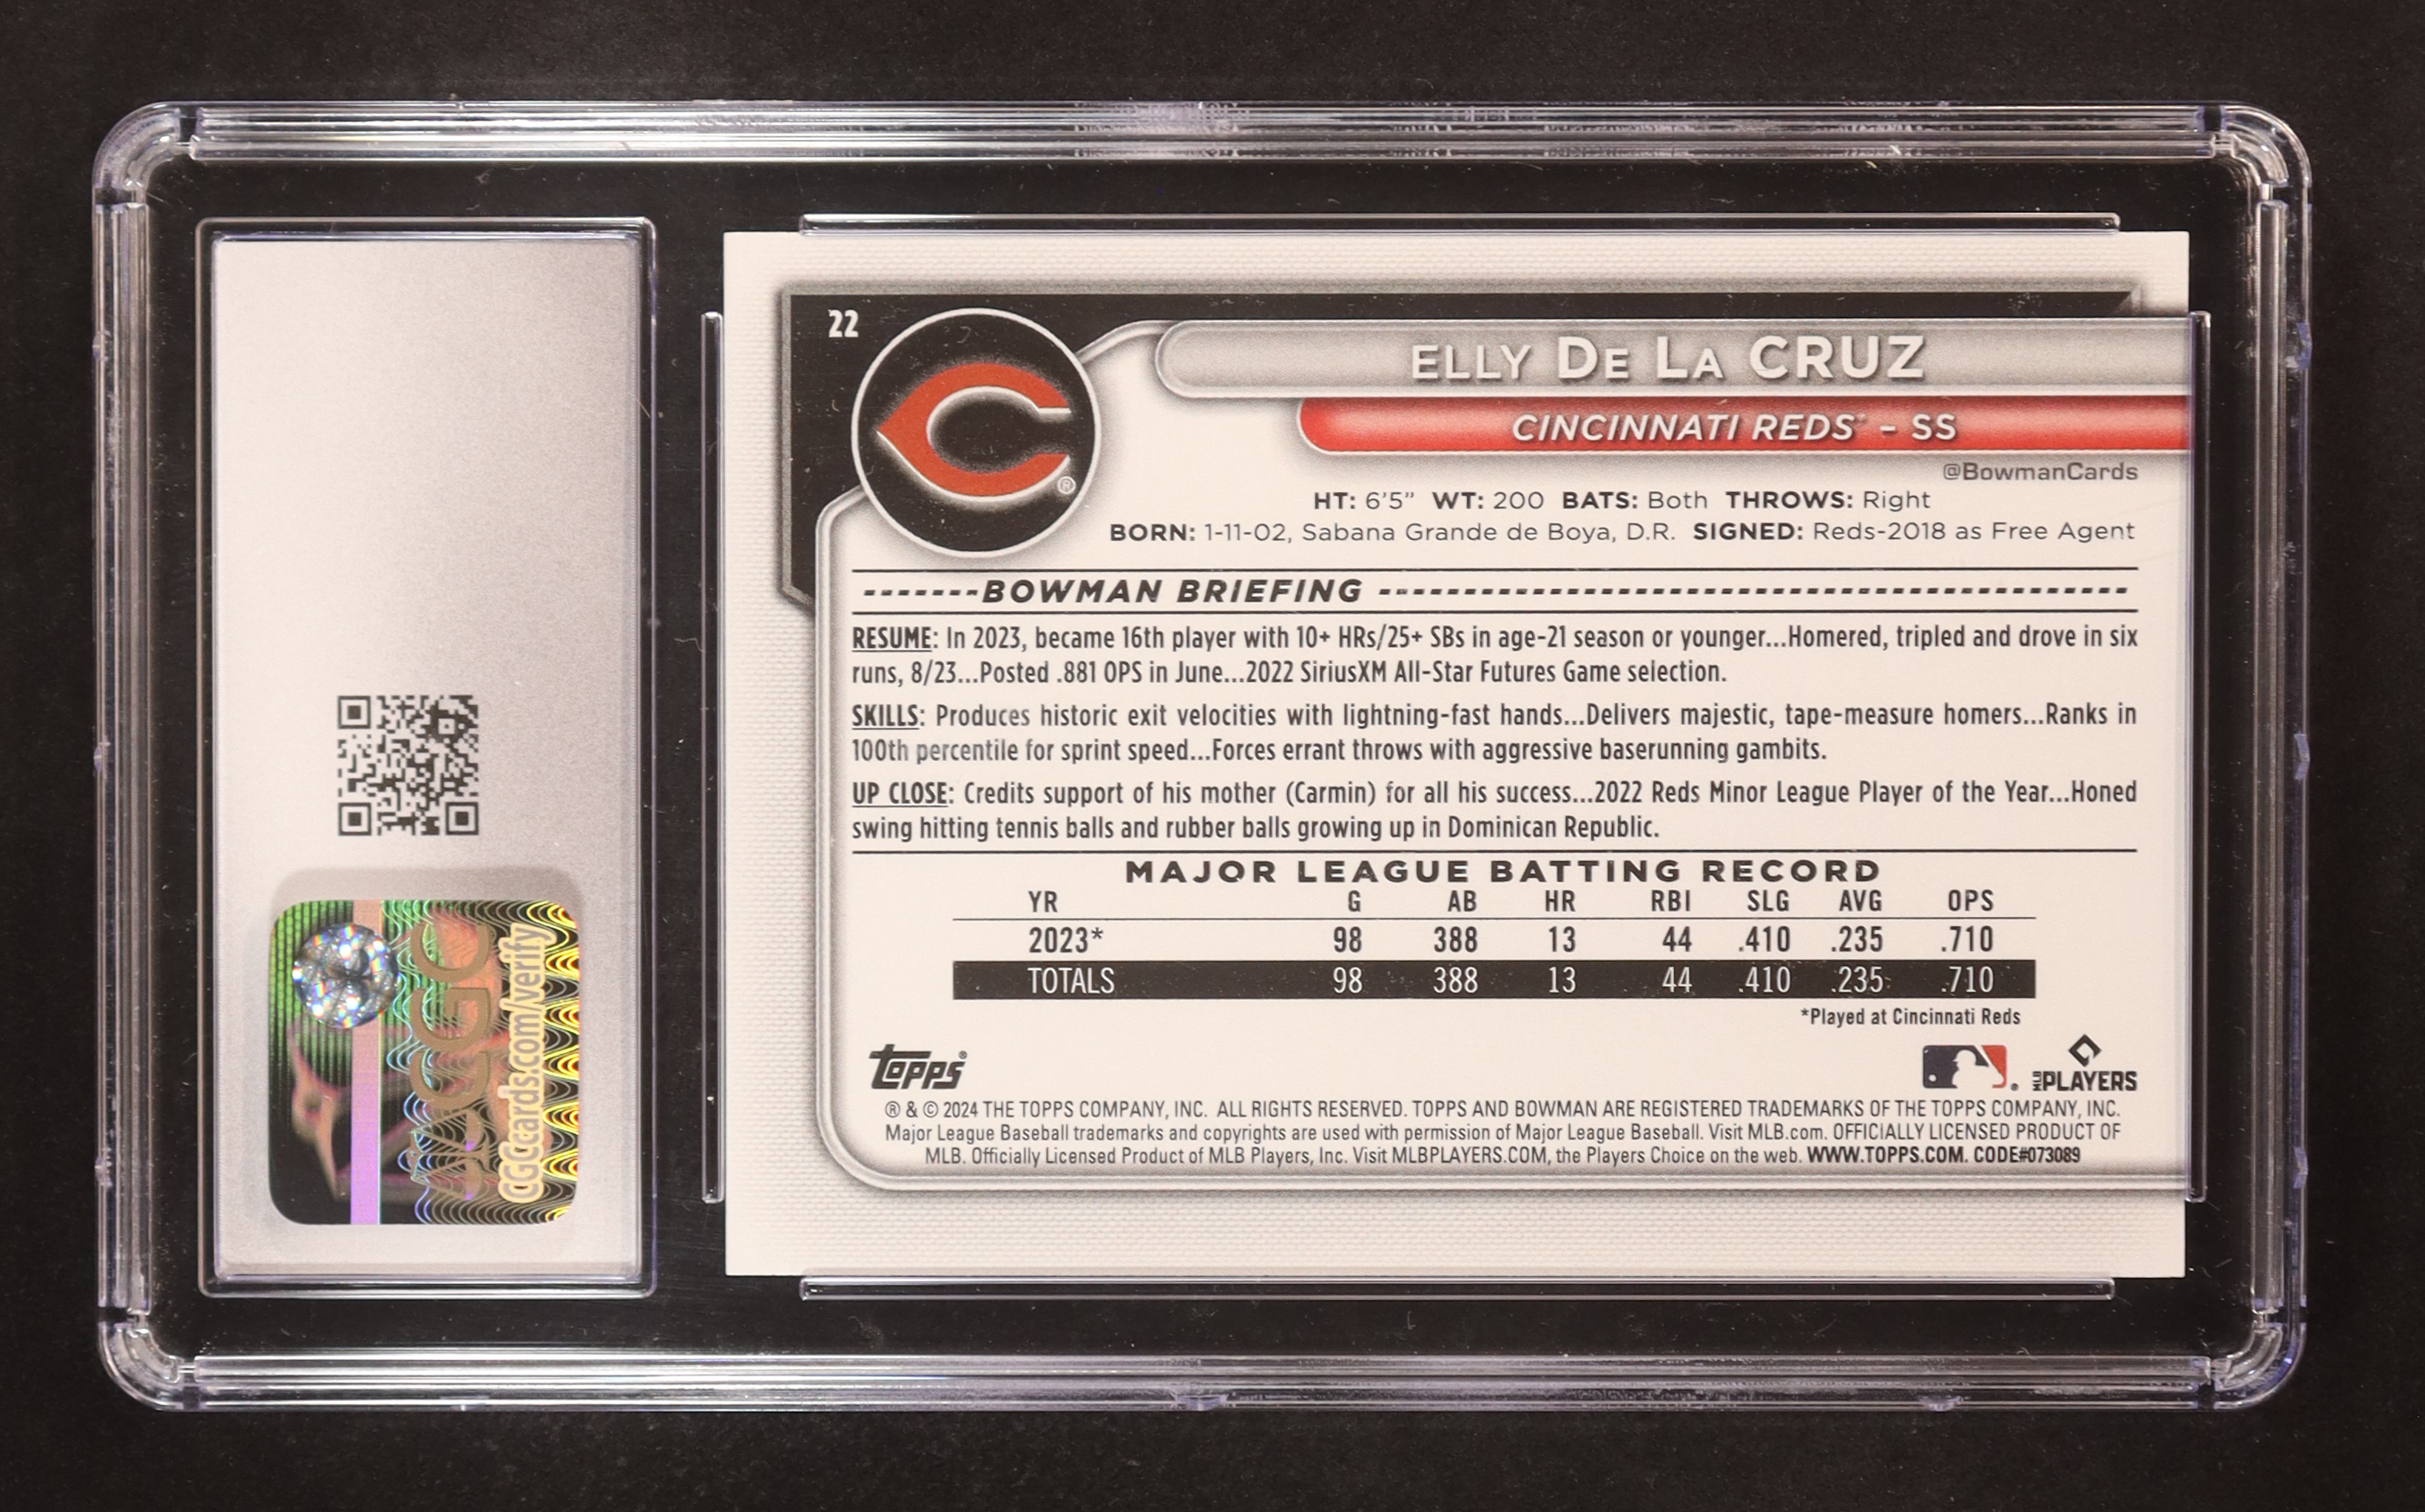 22
ELLY De La CRUZ
CINCINNATI REDS - SS
@BowmanCards
HT: 6'5" WT: 200 BATS: Both THROWS: Right
BORN: 1-11-02, Sabana Grande de Boya, D.R. SIGNED: Reds-2018 as Free Agent
BOWMAN BRIEFING
RESUME: In 2023, became 16th player with 10+ HRs/25+ SBs in age-21 season or younger...Homered, tripled and drove in six
runs, 8/23...Posted .881 OPS in June...2022 SiriusXM All-Star Futures Game selection.
SKILLS: Produces historic exit velocities with lightning-fast hands...Delivers majestic, tape-measure homers...Ranks in
100th percentile for sprint speed...Forces errant throws with aggressive baserunning gambits.
UP CLOSE: Credits support of his mother (Carmin) for all his success...2022 Reds Minor League Player of the Year...Honed
swing hitting tennis balls and rubber balls growing up in Dominican Republic.
MAJOR LEAGUE BATTING RECORD
YR G AB HR RBI SLG AVG OPS
2023* 98 388 13 44 .410 .235 .710
TOTALS 98 388 13 44 .410 .235 .710
*Played at Cincinnati Reds
Topps®
MLB PLAYERS
® & © 2024 THE TOPPS COMPANY, INC. ALL RIGHTS RESERVED. TOPPS AND BOWMAN ARE REGISTERED TRADEMARKS OF THE TOPPS COMPANY, INC.
Major League Baseball trademarks and copyrights are used with permission of Major League Baseball. Visit MLB.com. OFFICIALLY LICENSED PRODUCT OF
MLB. Officially Licensed Product of MLB Players, Inc. Visit MLBPLAYERS.COM, the Players Choice on the web. WWW.TOPPS.COM. CODE#073089
CGC
CGCcards.com/verify